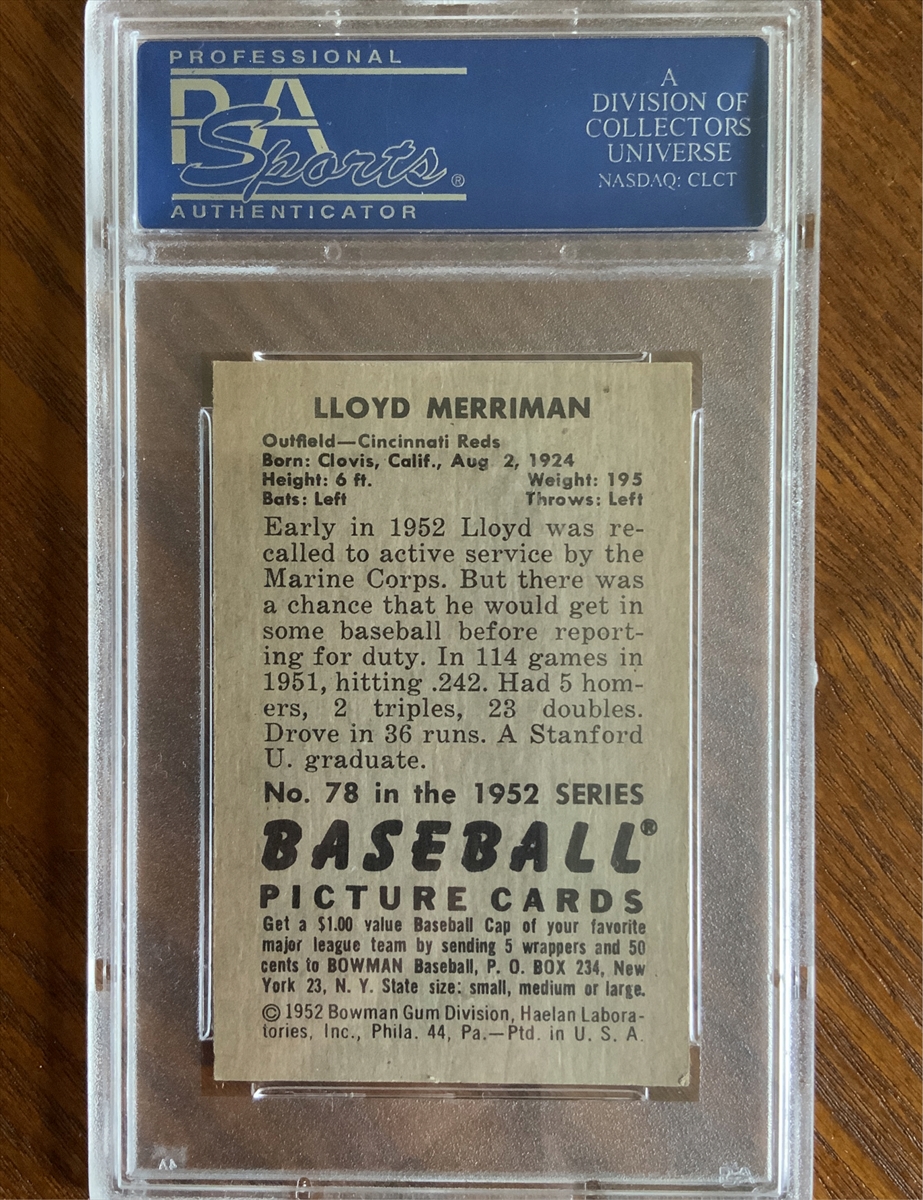 PROFESSIONAL
PSA
Sports®
AUTHENTICATOR
A
DIVISION OF
COLLECTORS
UNIVERSE
NASDAQ: CLCT
LLOYD MERRIMAN
Outfield—Cincinnati Reds
Born: Clovis, Calif., Aug 2, 1924
Height: 6 ft. Weight: 195
Bats: Left Throws: Left
Early in 1952 Lloyd was re-
called to active service by the
Marine Corps. But there was
a chance that he would get in
some baseball before report-
ing for duty. In 114 games in
1951, hitting .242. Had 5 hom-
ers, 2 triples, 23 doubles.
Drove in 36 runs. A Stanford
U. graduate.
No. 78 in the 1952 SERIES
BASEBALL®
PICTURE CARDS
Get a $1.00 value Baseball Cap of your favorite
major league team by sending 5 wrappers and 50
cents to BOWMAN Baseball, P. O. BOX 234, New
York 23, N. Y. State size: small, medium or large.
© 1952 Bowman Gum Division, Haelan Labora-
tories, Inc., Phila. 44, Pa.—Ptd. in U. S. A.